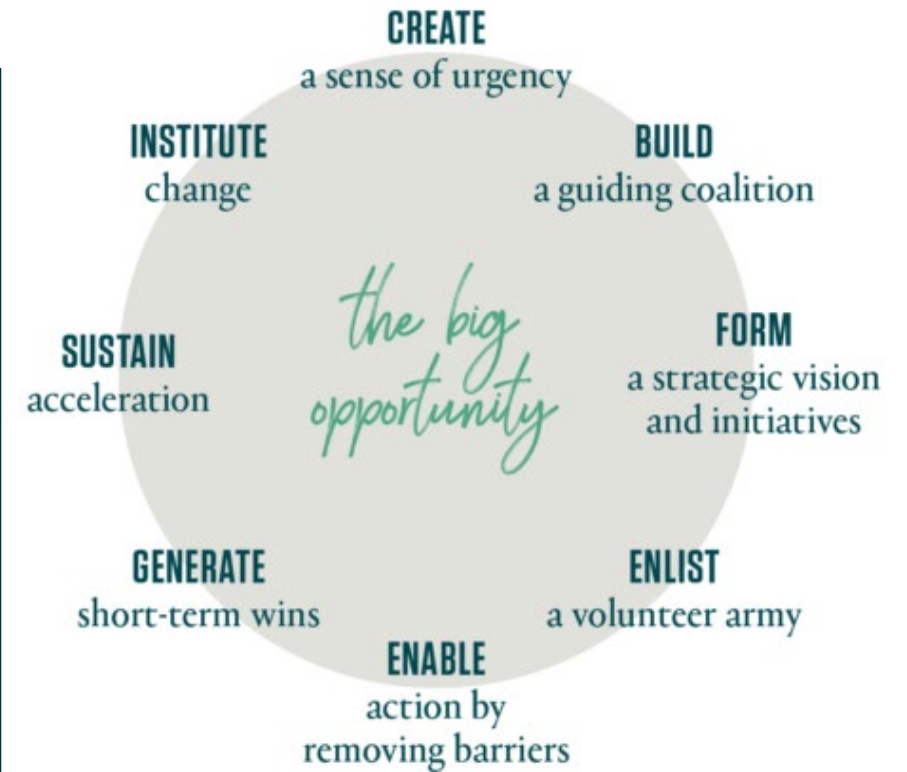 CREATE
a sense of urgency
BUILD
a guiding coalition
FORM
a strategic vision
and initiatives
ENLIST
a volunteer army
ENABLE
action by
removing barriers
GENERATE
short-term wins
SUSTAIN
acceleration
INSTITUTE
change
the big
opportunity